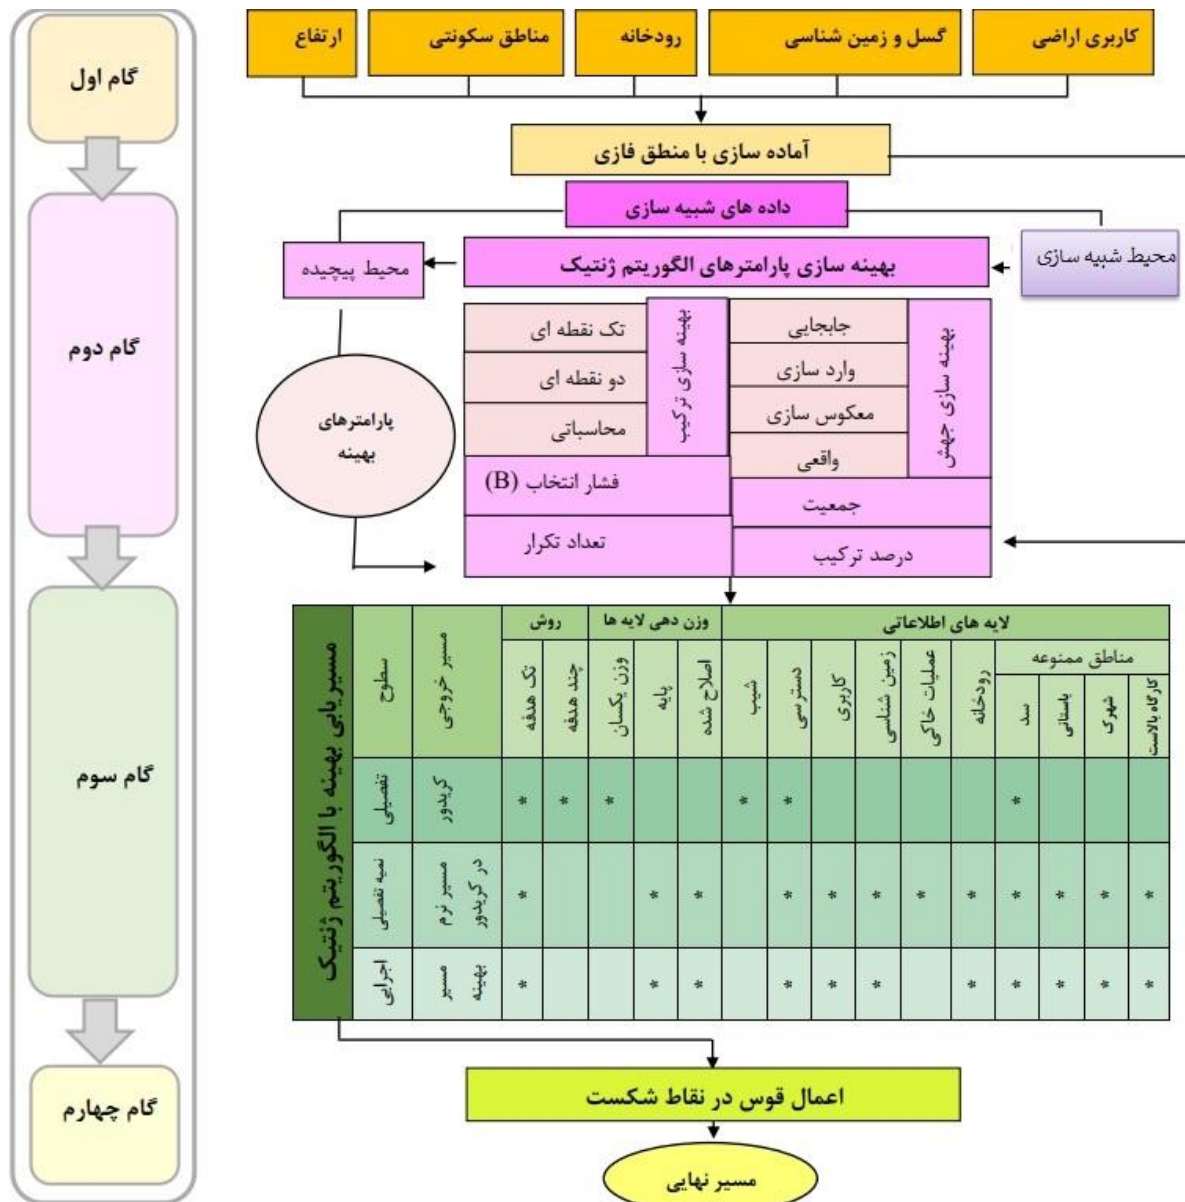 گام اول
گام دوم
گام سوم
گام چهارم
کاربری اراضی
گسل و زمین شناسی
رودخانه
مناطق سکونتی
ارتفاع
آماده سازی با منطق فازی
داده های شبیه سازی
محیط شبیه سازی
بهینه سازی پارامترهای الگوریتم ژنتیک
محیط پیچیده
پارامترهای
بهینه
بهینه سازی جهش
جابجایی
وارد سازی
معکوس سازی
واقعی
جمعیت
درصد ترکیب
بهینه سازی ترکیب
تک نقطه ای
دو نقطه ای
محاسباتی
فشار انتخاب (B)
تعداد تکرار
مسیریابی بهینه با الگوریتم ژنتیک
لایه های اطلاعاتی
وزن دهی لایه ها
روش
مناطق ممنوعه
کارگاه بالاست
شهرک
باستانی
سد
رودخانه
عملیات خاکی
زمین شناسی
کاربری
دسترسی
شیب
اصلاح شده
پایه
وزن یکسان
چند هدفه
تک هدفه
مسیر خروجی
سطوح
* * * * * *
کریدور
تفصیلی
* * * * * * * * * * * *
مسیر نرم
در کریدور
نمیه تفصیلی
* * * * * * * * * * *
مسیر
بهینه
اجرایی
اعمال قوس در نقاط شکست
مسیر نهایی